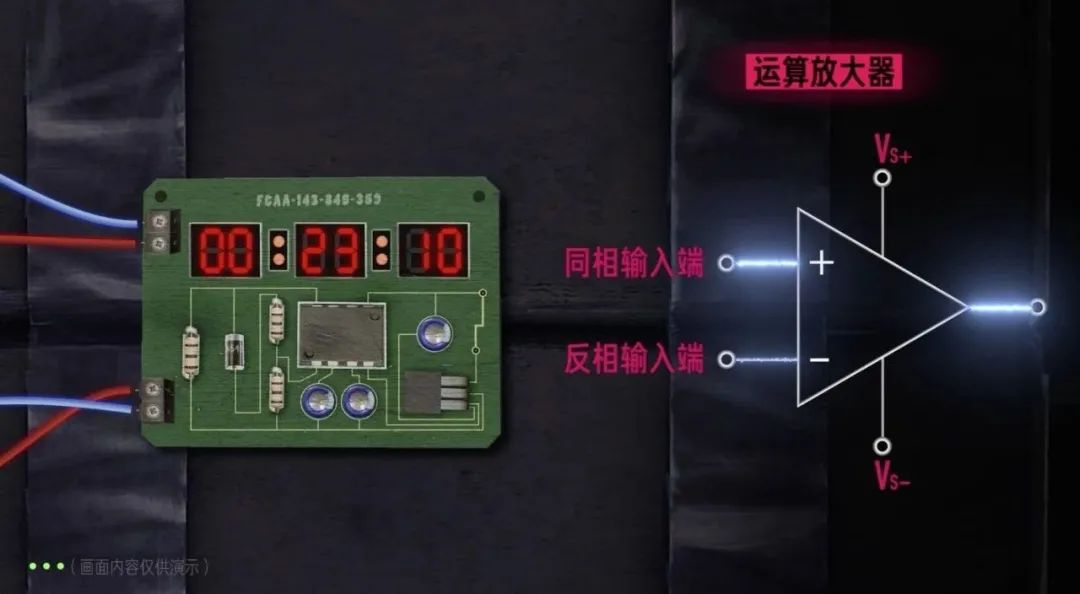 运算放大器
Vs+
FCAA-143-846-359
00:23:10
同相输入端
+
反相输入端
−
Vs-
(画面内容仅供演示)